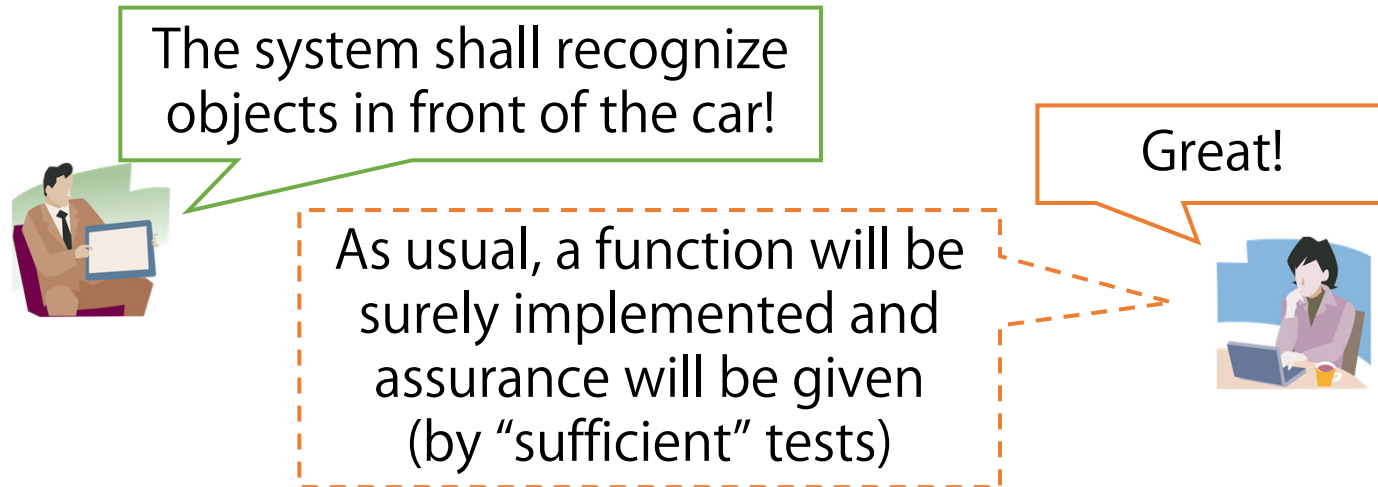 The system shall recognize
objects in front of the car!
Great!
As usual, a function will be
surely implemented and
assurance will be given
(by “sufficient” tests)